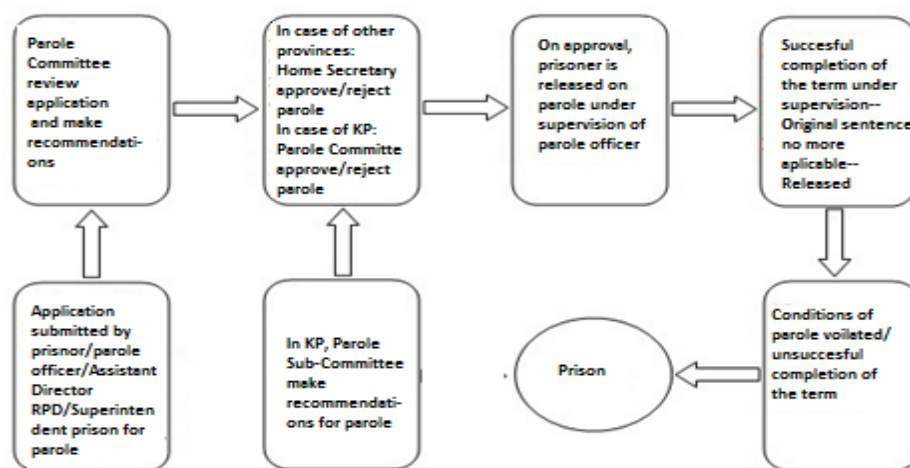 Parole
Committee
review
application
and make
recommendati-
ons
In case of other
provinces:
Home Secretary
approve/reject
parole
In case of KP:
Parole Committe
approve/reject
parole
On approval,
prisoner is
released on
parole under
supervision of
parole officer
Succesful
completion of
the term under
supervision--
Original sentence
no more
aplicable--
Released
Application
submitted by
prisnor/parole
officer/Assistant
Director
RPD/Superinten
dent prison for
parole
In KP, Parole
Sub-Committee
make
recommendati-
ons for parole
Prison
Conditions of
parole voilated/
unsuccesful
completion of
the term